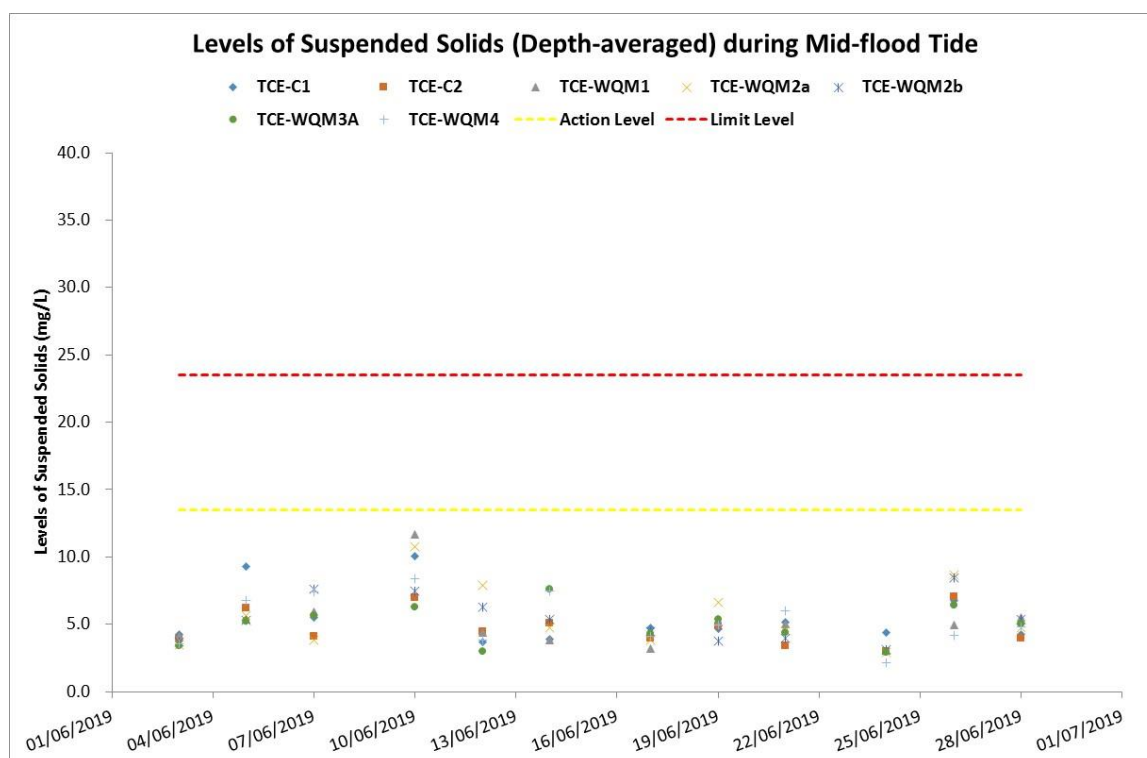 Levels of Suspended Solids (Depth-averaged) during Mid-flood Tide
TCE-C1 TCE-C2 TCE-WQM1 TCE-WQM2a TCE-WQM2b
TCE-WQM3A TCE-WQM4 Action Level Limit Level
Levels of Suspended Solids (mg/L)
40.0
35.0
30.0
25.0
20.0
15.0
10.0
5.0
0.0
01/06/2019 04/06/2019 07/06/2019 10/06/2019 13/06/2019 16/06/2019 19/06/2019 22/06/2019 25/06/2019 28/06/2019 01/07/2019